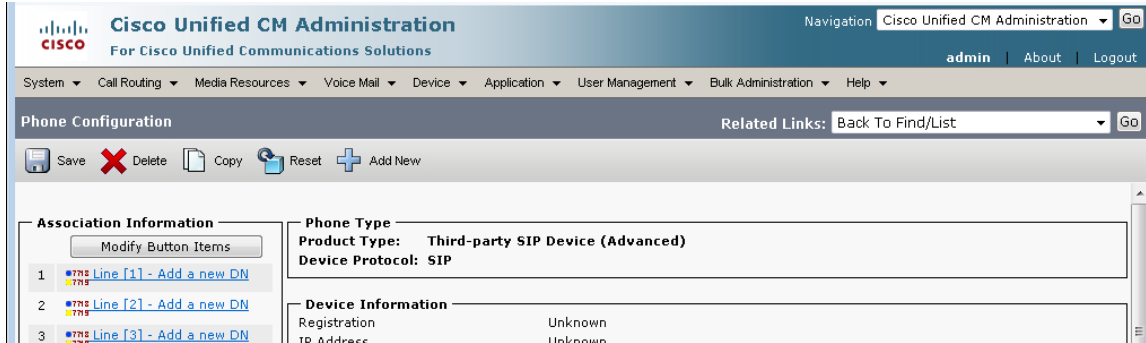 cisco
Cisco Unified CM Administration
For Cisco Unified Communications Solutions
Navigation Cisco Unified CM Administration Go
admin | About | Logout
System Call Routing Media Resources Voice Mail Device Application User Management Bulk Administration Help
Phone Configuration
Related Links: Back To Find/List Go
Save Delete Copy Reset Add New
Association Information
Modify Button Items
1 Line [1] - Add a new DN
2 Line [2] - Add a new DN
3 Line [3] - Add a new DN
Phone Type
Product Type: Third-party SIP Device (Advanced)
Device Protocol: SIP
Device Information
Registration Unknown
IP Address Unknown